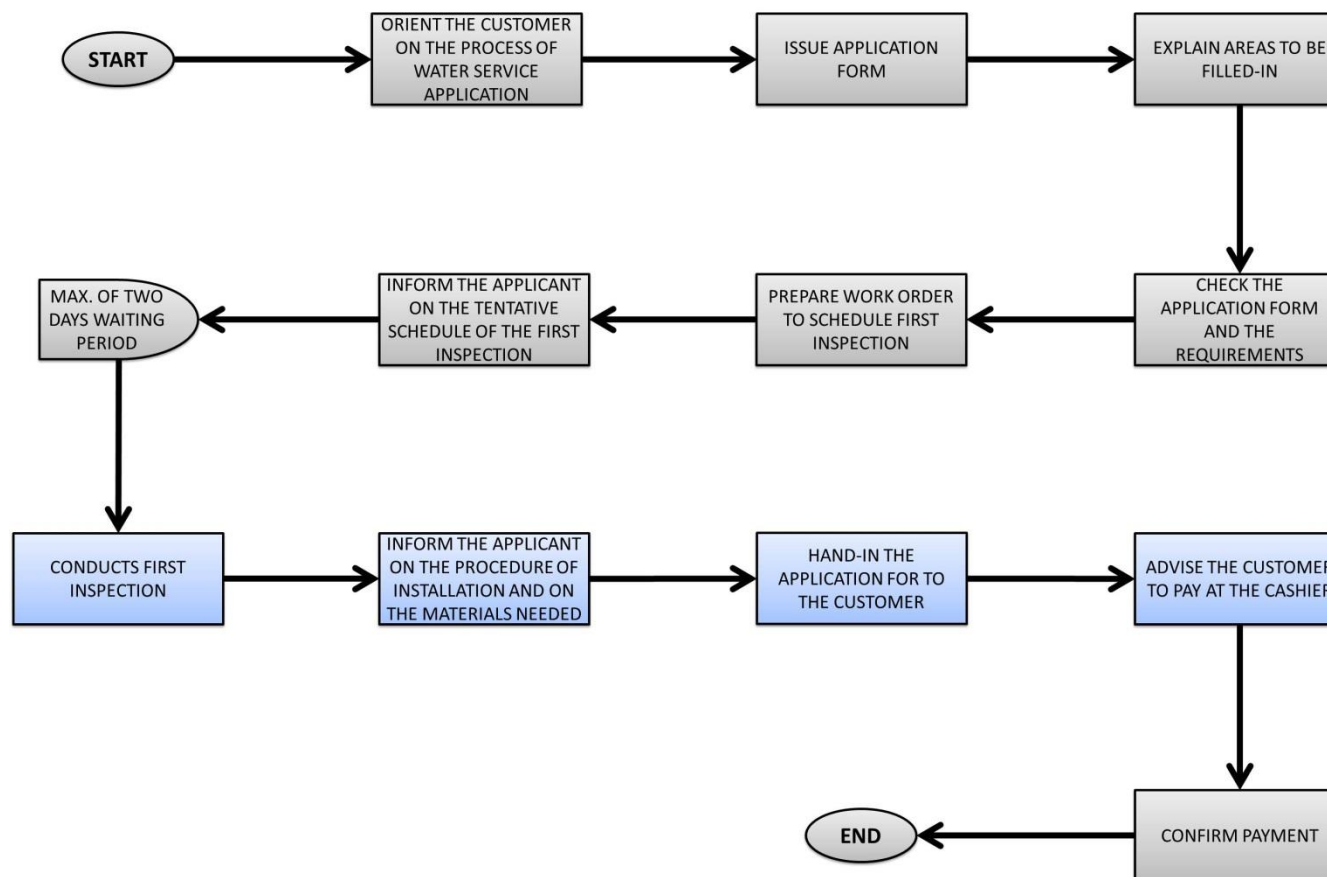 START
ORIENT THE CUSTOMER
ON THE PROCESS OF
WATER SERVICE
APPLICATION
ISSUE APPLICATION
FORM
EXPLAIN AREAS TO BE
FILLED-IN
CHECK THE
APPLICATION FORM
AND THE
REQUIREMENTS
PREPARE WORK ORDER
TO SCHEDULE FIRST
INSPECTION
INFORM THE APPLICANT
ON THE TENTATIVE
SCHEDULE OF THE FIRST
INSPECTION
MAX. OF TWO
DAYS WAITING
PERIOD
CONDUCTS FIRST
INSPECTION
INFORM THE APPLICANT
ON THE PROCEDURE OF
INSTALLATION AND ON
THE MATERIALS NEEDED
HAND-IN THE
APPLICATION FOR TO
THE CUSTOMER
ADVISE THE CUSTOMER
TO PAY AT THE CASHIER
CONFIRM PAYMENT
END